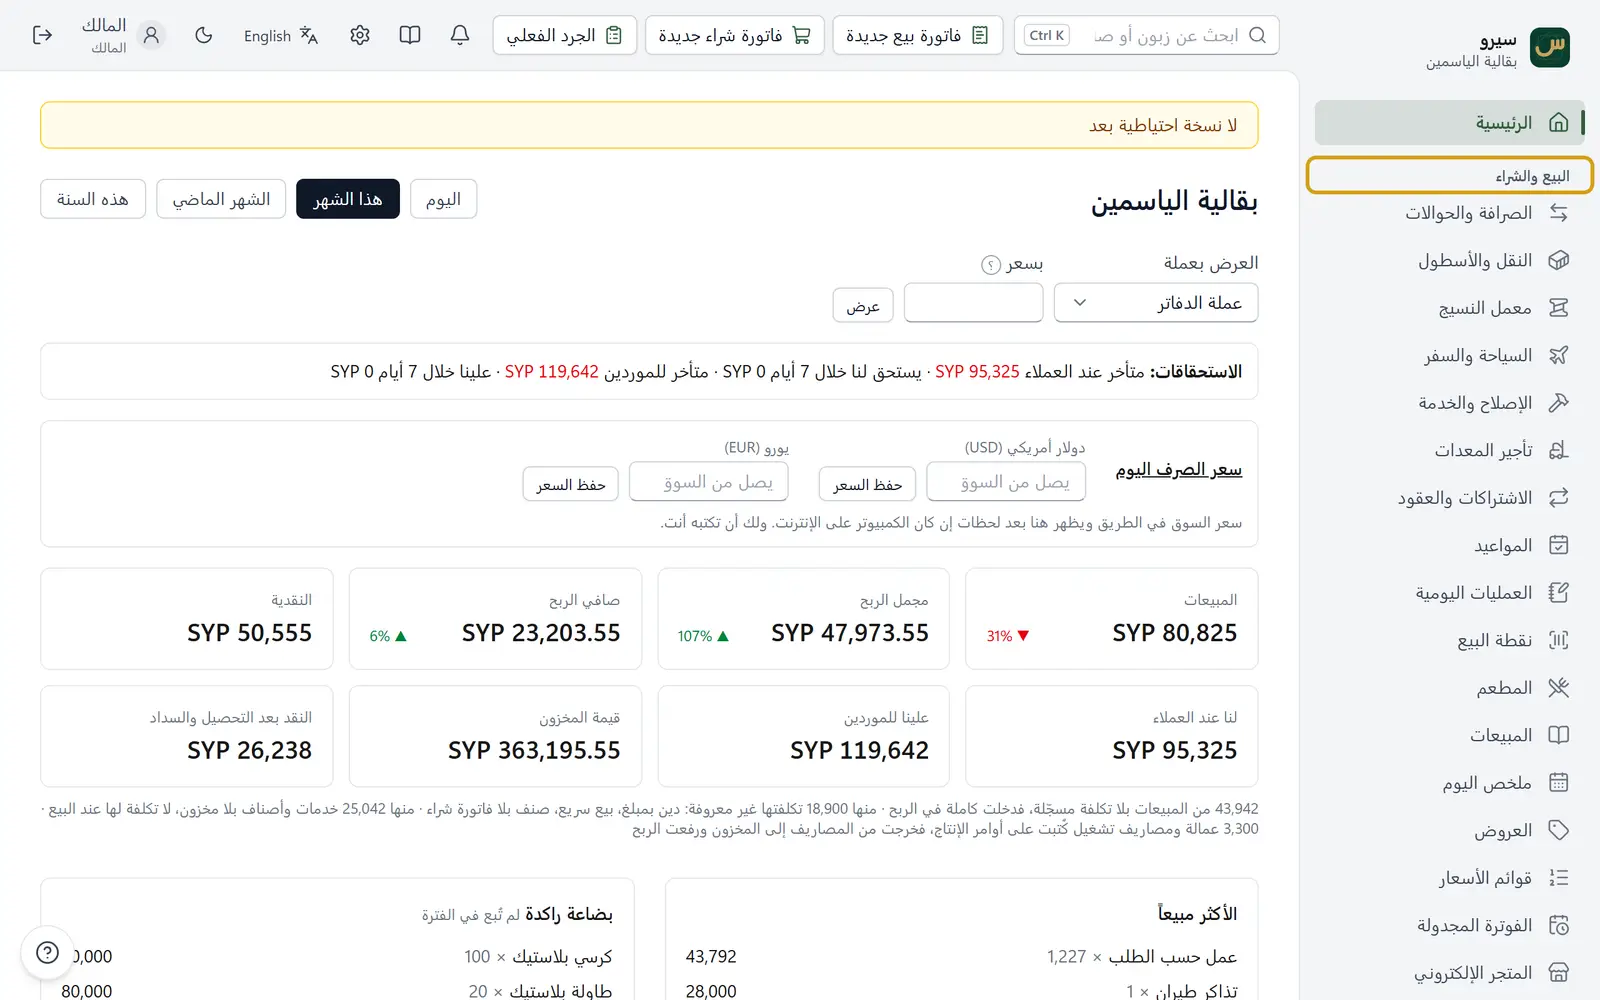 سيرو
بقالية الياسمين
ابحث عن زبون أو صـ
Ctrl K
فاتورة بيع جديدة
فاتورة شراء جديدة
الجرد الفعلي
English
المالك
المالك
الرئيسية
البيع والشراء
الصرافة والحوالات
النقل والأسطول
معمل النسيج
السياحة والسفر
الإصلاح والخدمة
تأجير المعدات
الاشتراكات والعقود
المواعيد
العمليات اليومية
نقطة البيع
المطعم
المبيعات
ملخص اليوم
العروض
قوائم الأسعار
الفوترة المجدولة
المتجر الإلكتروني
لا نسخة احتياطية بعد
بقالية الياسمين
اليوم
هذا الشهر
الشهر الماضي
هذه السنة
العرض بعملة
بسعر ؟
عملة الدفاتر
عرض
الاستحقاقات: متأخر عند العملاء SYP 95,325 · يستحق لنا خلال 7 أيام SYP 0 · متأخر للموردين SYP 119,642 · علينا خلال 7 أيام SYP 0
سعر الصرف اليوم
دولار أمريكي (USD)
يصل من السوق
حفظ السعر
يورو (EUR)
يصل من السوق
حفظ السعر
سعر السوق في الطريق ويظهر هنا بعد لحظات إن كان الكمبيوتر على الإنترنت. ولك أن تكتبه أنت.
المبيعات
SYP 80,825
31% ▼
مجمل الربح
SYP 47,973.55
107% ▲
صافي الربح
SYP 23,203.55
6% ▲
النقدية
SYP 50,555
لنا عند العملاء
SYP 95,325
علينا للموردين
SYP 119,642
قيمة المخزون
SYP 363,195.55
النقد بعد التحصيل والسداد
SYP 26,238
43,942 من المبيعات بلا تكلفة مسجّلة، فدخلت كاملة في الربح · منها 18,900 تكلفتها غير معروفة: دين بمبلغ، بيع سريع، صنف بلا فاتورة شراء · منها 25,042 خدمات وأصناف بلا مخزون، لا تكلفة لها عند البيع ·
3,300 عمالة ومصاريف تشغيل كُتبت على أوامر الإنتاج، فخرجت من المصاريف إلى المخزون ورفعت الربح
الأكثر مبيعاً
عمل حسب الطلب × 1,227
43,792
تذاكر طيران × 1
28,000
بضاعة راكدة لم تُبع في الفترة
كرسي بلاستيك × 100
0,000
طاولة بلاستيك × 20
80,000